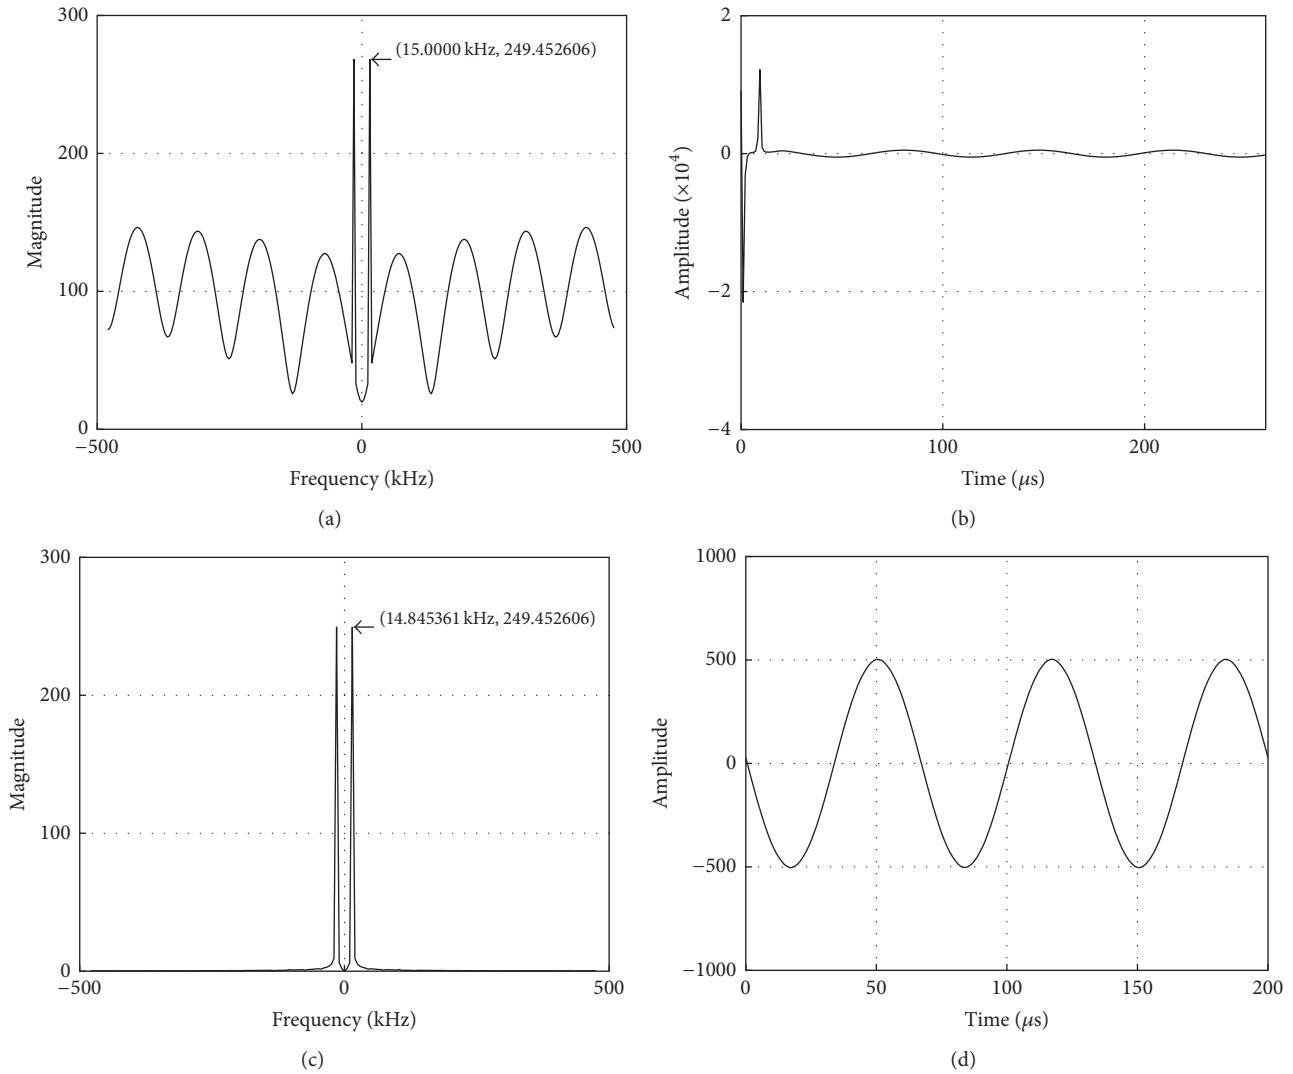 300
200
100
0
−500
0
500
Magnitude
Frequency (kHz)
(15.0000 kHz, 249.452606)
(a)
2
0
−2
−4
0
100
200
Amplitude (×10⁴)
Time (μs)
(b)
300
200
100
0
−500
0
500
Magnitude
Frequency (kHz)
(14.845361 kHz, 249.452606)
(c)
1000
500
0
−500
−1000
0
50
100
150
200
Amplitude
Time (μs)
(d)